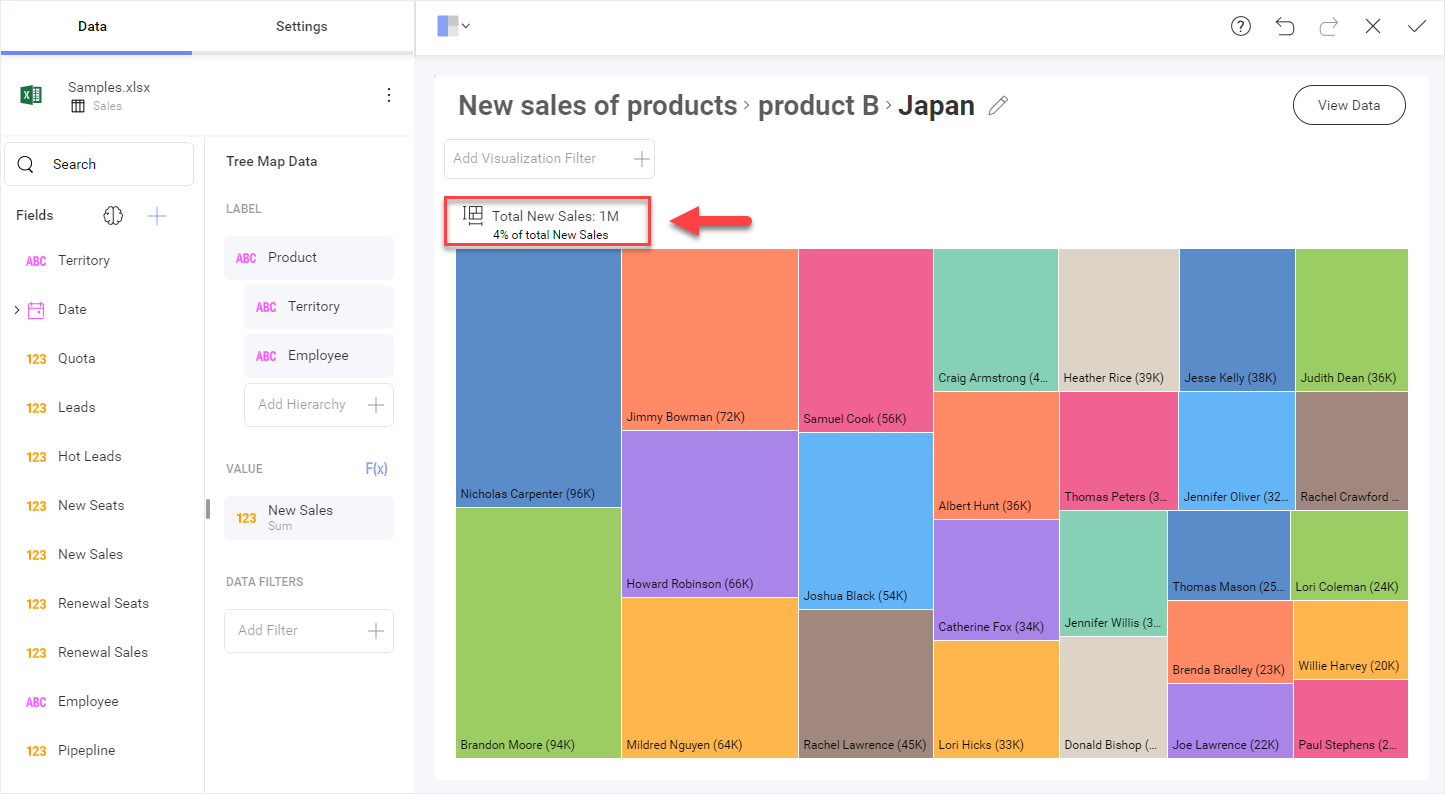 Data
Settings
Samples.xlsx
Sales
Search
Fields
ABC Territory
Date
123 Quota
123 Leads
123 Hot Leads
123 New Seats
123 New Sales
123 Renewal Seats
123 Renewal Sales
ABC Employee
123 Pipepline
Tree Map Data
LABEL
ABC Product
ABC Territory
ABC Employee
Add Hierarchy
VALUE F(x)
123 New Sales
Sum
DATA FILTERS
Add Filter
New sales of products › product B › Japan
View Data
Add Visualization Filter
Total New Sales: 1M
4% of total New Sales
Nicholas Carpenter (96K)
Brandon Moore (94K)
Jimmy Bowman (72K)
Howard Robinson (66K)
Mildred Nguyen (64K)
Samuel Cook (56K)
Joshua Black (54K)
Rachel Lawrence (45K)
Craig Armstrong (4...
Albert Hunt (36K)
Catherine Fox (34K)
Lori Hicks (33K)
Heather Rice (39K)
Jesse Kelly (38K)
Judith Dean (36K)
Thomas Peters (3...
Jennifer Oliver (32...
Rachel Crawford ...
Jennifer Willis (3...
Donald Bishop (...
Thomas Mason (25...
Lori Coleman (24K)
Brenda Bradley (23K)
Willie Harvey (20K)
Joe Lawrence (22K)
Paul Stephens (2...